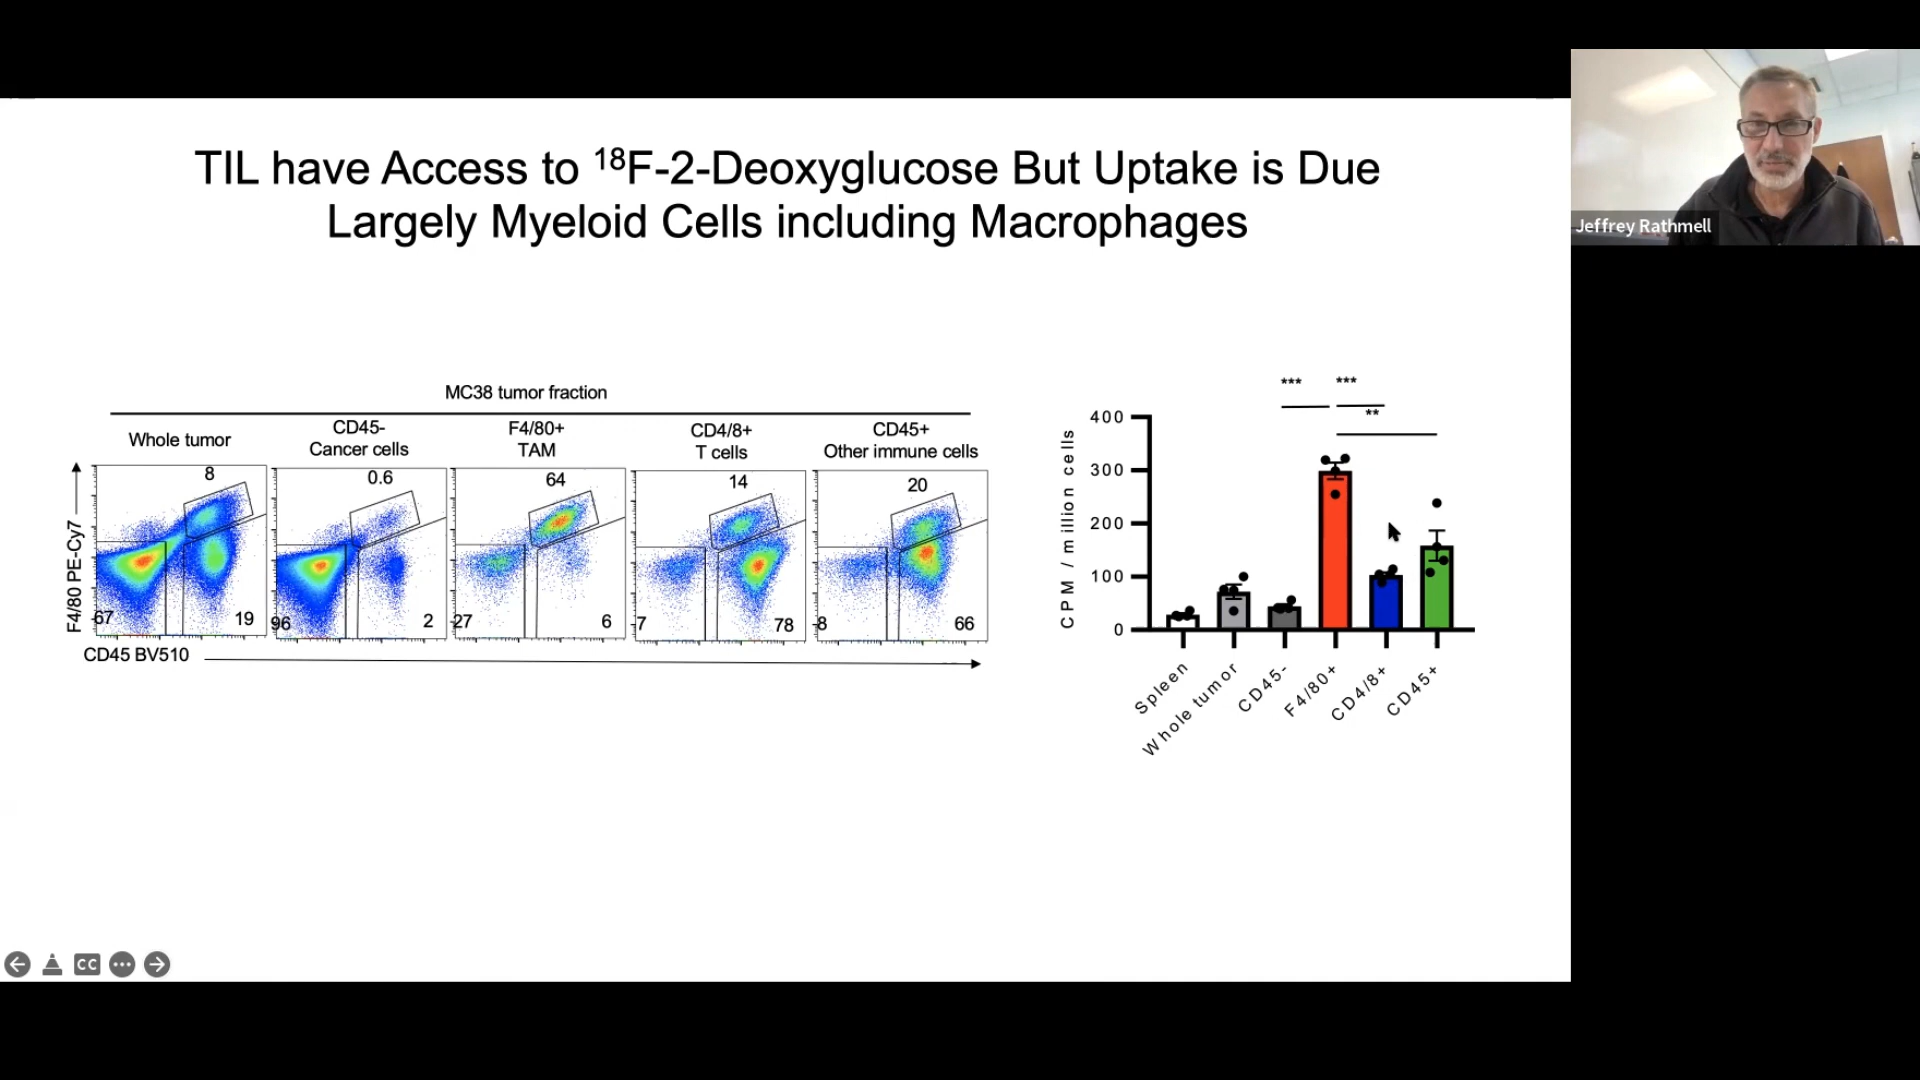 TIL have Access to ¹⁸F-2-Deoxyglucose But Uptake is Due
Largely Myeloid Cells including Macrophages
Jeffrey Rathmell
MC38 tumor fraction
Whole tumor
CD45-
Cancer cells
F4/80+
TAM
CD4/8+
T cells
CD45+
Other immune cells
F4/80 PE-Cy7
8
67
19
0.6
96
2
64
27
6
14
7
78
20
8
66
CD45 BV510
***
***
**
CPM / million cells
400
300
200
100
0
Spleen
Whole tumor
CD45-
F4/80+
CD4/8+
CD45+
CC